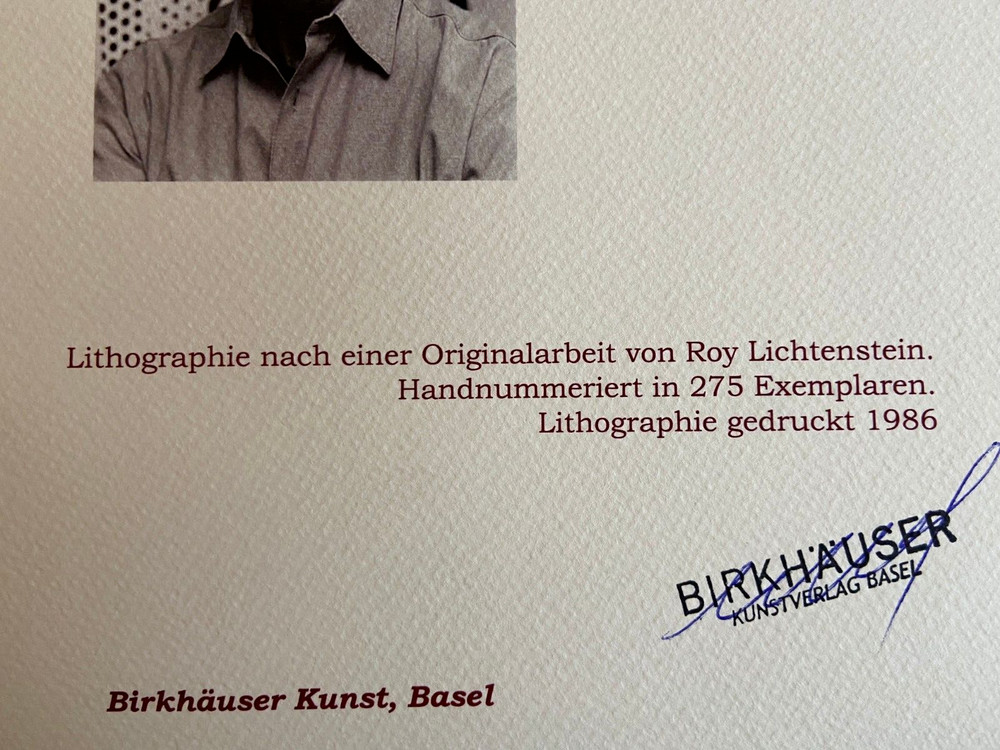 Lithographie nach einer Originalarbeit von Roy Lichtenstein.
Handnummeriert in 275 Exemplaren.
Lithographie gedruckt 1986
BIRKHÄUSER
KUNSTVERLAG BASEL
Birkhäuser Kunst, Basel